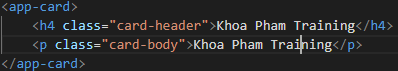 <app-card>
<h4 class="card-header">Khoa Pham Training</h4>
<p class="card-body">Khoa Pham Training</p>
</app-card>